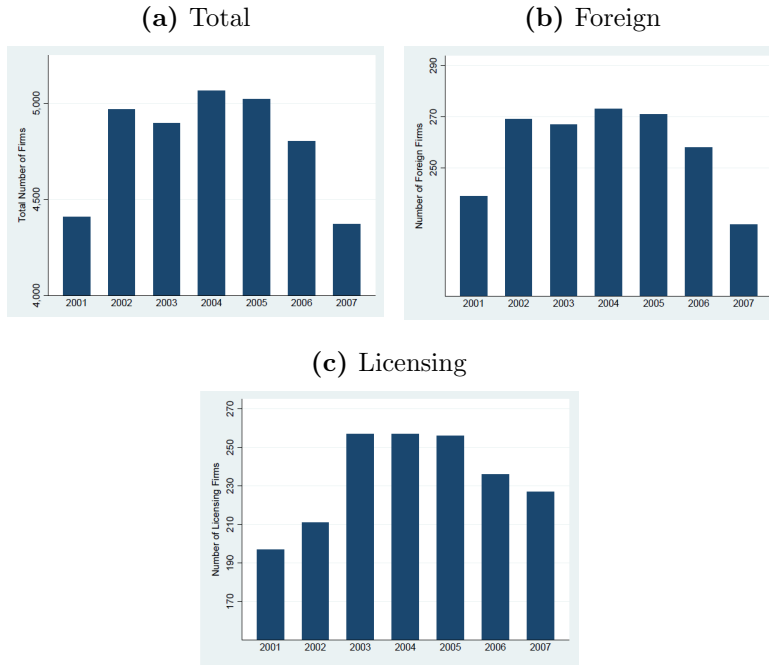 (a) Total
Total Number of Firms
5,000
4,500
4,000
2001 2002 2003 2004 2005 2006 2007
(b) Foreign
Number of Foreign Firms
290
270
250
2001 2002 2003 2004 2005 2006 2007
(c) Licensing
Number of Licensing Firms
270
250
230
210
190
170
2001 2002 2003 2004 2005 2006 2007